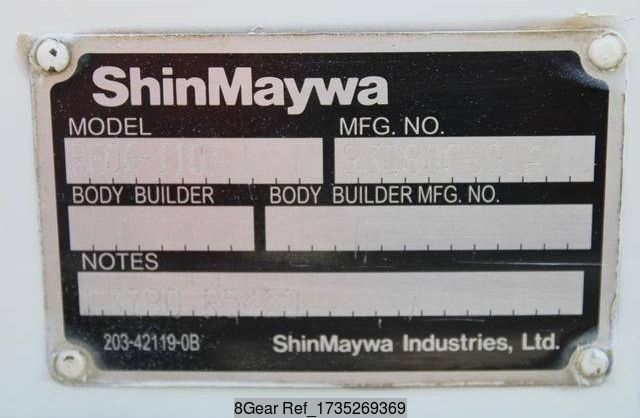 ShinMaywa
MODEL MFG. NO.
BODY BUILDER BODY BUILDER MFG. NO.
NOTES
203-42119-0B ShinMaywa Industries, Ltd.
8Gear Ref_1735269369